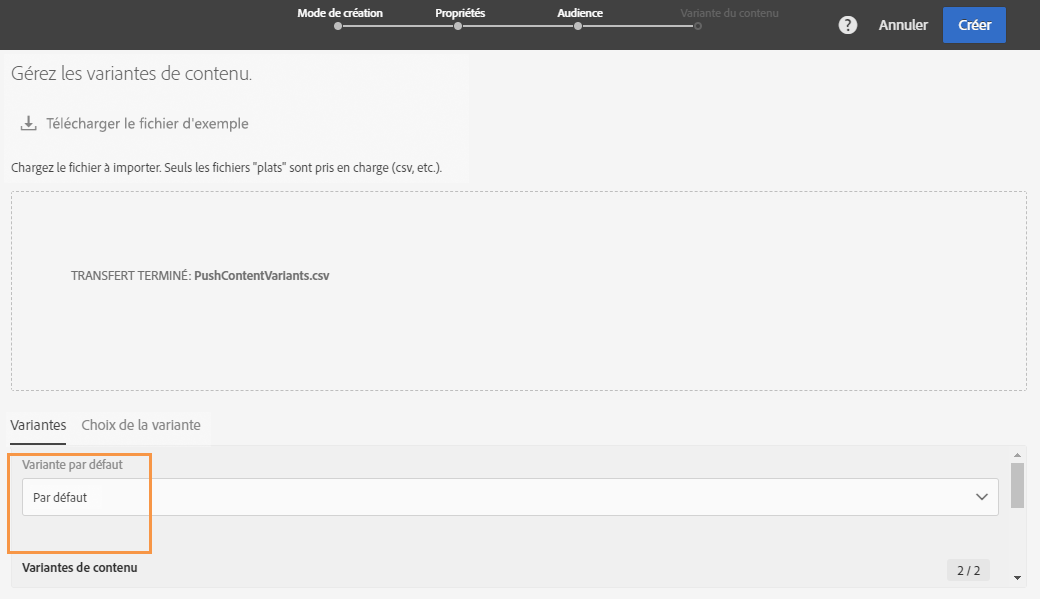 Mode de création
Propriétés
Audience
Variante du contenu
?
Annuler
Créer
Gérez les variantes de contenu.
Télécharger le fichier d'exemple
Chargez le fichier à importer. Seuls les fichiers "plats" sont pris en charge (csv, etc.).
TRANSFERT TERMINÉ: PushContentVariants.csv
Variantes
Choix de la variante
Variante par défaut
Par défaut
Variantes de contenu
2 / 2